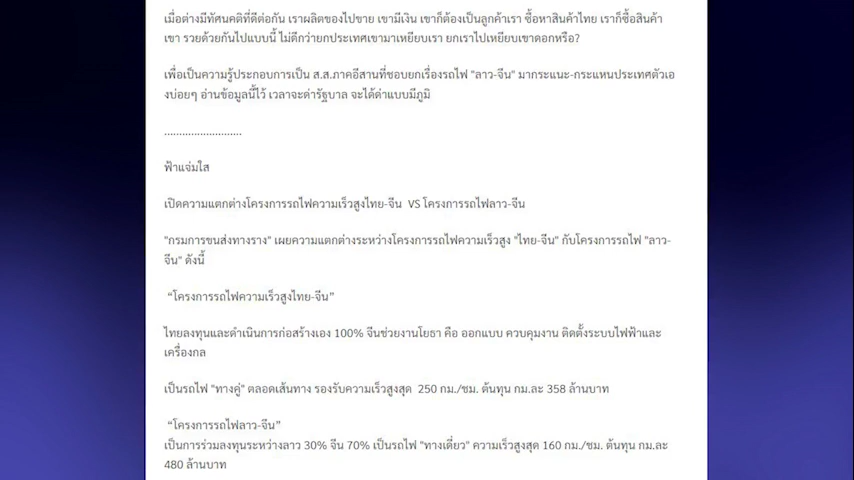 เมื่อต่างมีทัศนคติที่ดีต่อกัน เราผลิตของไปขาย เขามีเงิน เขาก็ต้องเป็นลูกค้าเรา ซื้อหาสินค้าไทย เราก็ซื้อสินค้า
เขา รวยด้วยกันไปแบบนี้ ไม่ดีกว่ายกประเทศเขามาเหยียบเรา ยกเราไปเหยียบเขาดอกหรือ?
เพื่อเป็นความรู้ประกอบการเป็น ส.ส.ภาคอีสานที่ชอบยกเรื่องรถไฟ "ลาว-จีน" มากระแนะ-กระแหนประเทศตัวเอ
งบ่อยๆ อ่านข้อมูลนี้ไว้ เวลาจะด่ารัฐบาล จะได้ด่าแบบมีภูมิ
..........................
ฟ้าแจ่มใส
เปิดความแตกต่างโครงการรถไฟความเร็วสูงไทย-จีน VS โครงการรถไฟลาว-จีน
"กรมการขนส่งทางราง" เผยความแตกต่างระหว่างโครงการรถไฟความเร็วสูง "ไทย-จีน" กับโครงการรถไฟ "ลาว-
จีน" ดังนี้
“โครงการรถไฟความเร็วสูงไทย-จีน”
ไทยลงทุนและดำเนินการก่อสร้างเอง 100% จีนช่วยงานโยธา คือ ออกแบบ ควบคุมงาน ติดตั้งระบบไฟฟ้าและ
เครื่องกล
เป็นรถไฟ "ทางคู่" ตลอดเส้นทาง รองรับความเร็วสูงสุด 250 กม./ชม. ต้นทุน กม.ละ 358 ล้านบาท
“โครงการรถไฟลาว-จีน”
เป็นการร่วมลงทุนระหว่างลาว 30% จีน 70% เป็นรถไฟ "ทางเดี่ยว" ความเร็วสูงสุด 160 กม./ชม. ต้นทุน กม.ละ
480 ล้านบาท